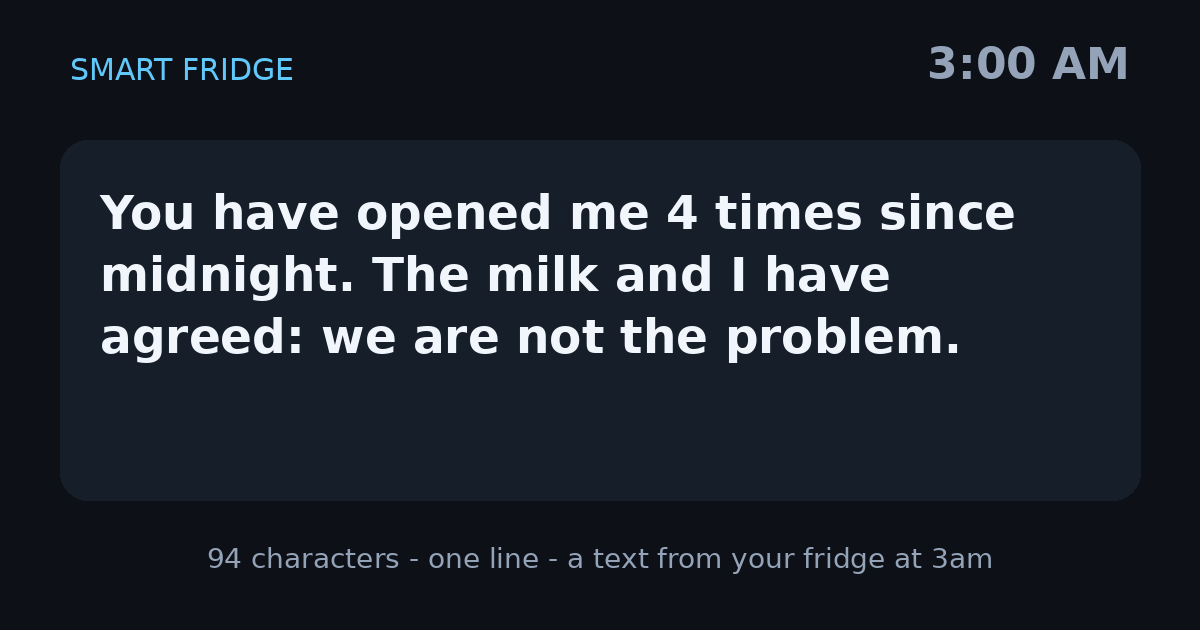 SMART FRIDGE
3:00 AM
You have opened me 4 times since
midnight. The milk and I have
agreed: we are not the problem.
94 characters - one line - a text from your fridge at 3am